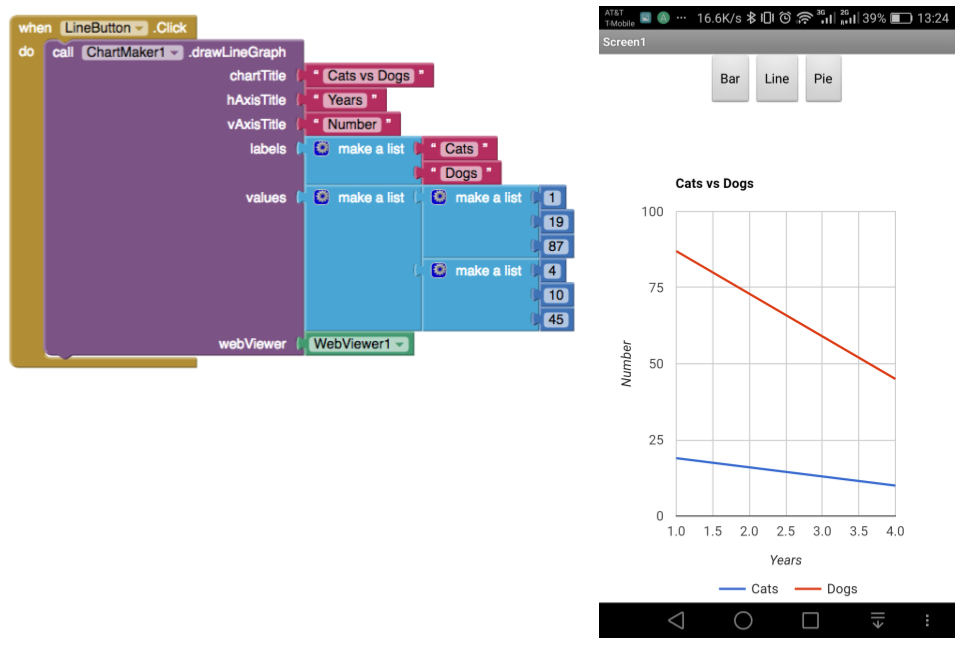 when LineButton .Click
do call ChartMaker1 .drawLineGraph
chartTitle " Cats vs Dogs "
hAxisTitle " Years "
vAxisTitle " Number "
labels make a list " Cats "
" Dogs "
values make a list make a list 1
19
87
make a list 4
10
45
webViewer WebViewer1
AT&T
T-Mobile
A ... 16.6K/s 3G 2G 39% 13:24
Screen1
Bar Line Pie
Cats vs Dogs
100
75
50
25
0
Number
1.0 1.5 2.0 2.5 3.0 3.5 4.0
Years
Cats Dogs